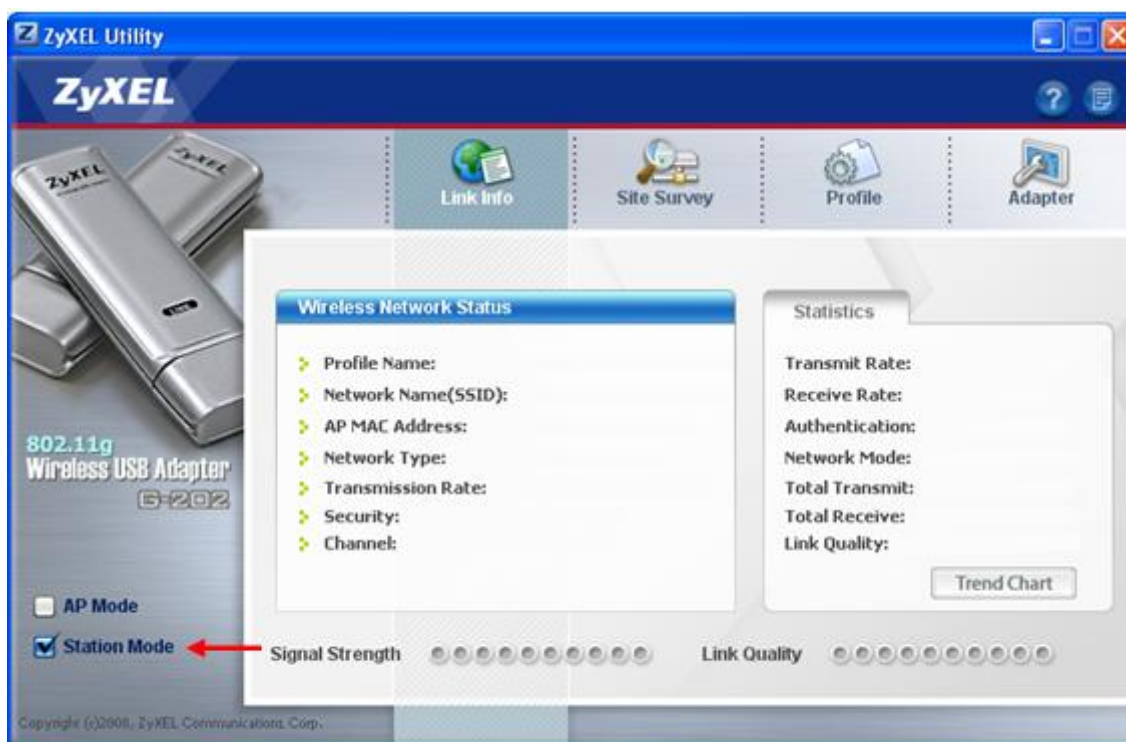 ZyXEL Utility
ZyXEL
Link Info
Site Survey
Profile
Adapter
ZyXEL
ZyXEL
LINK
802.11g
Wireless USB Adapter
G-202
Wireless Network Status
Profile Name:
Network Name(SSID):
AP MAC Address:
Network Type:
Transmission Rate:
Security:
Channel:
Statistics
Transmit Rate:
Receive Rate:
Authentication:
Network Mode:
Total Transmit:
Total Receive:
Link Quality:
Trend Chart
AP Mode
Station Mode
Signal Strength
Link Quality
Copyright (c)2008, ZyXEL Communications Corp.